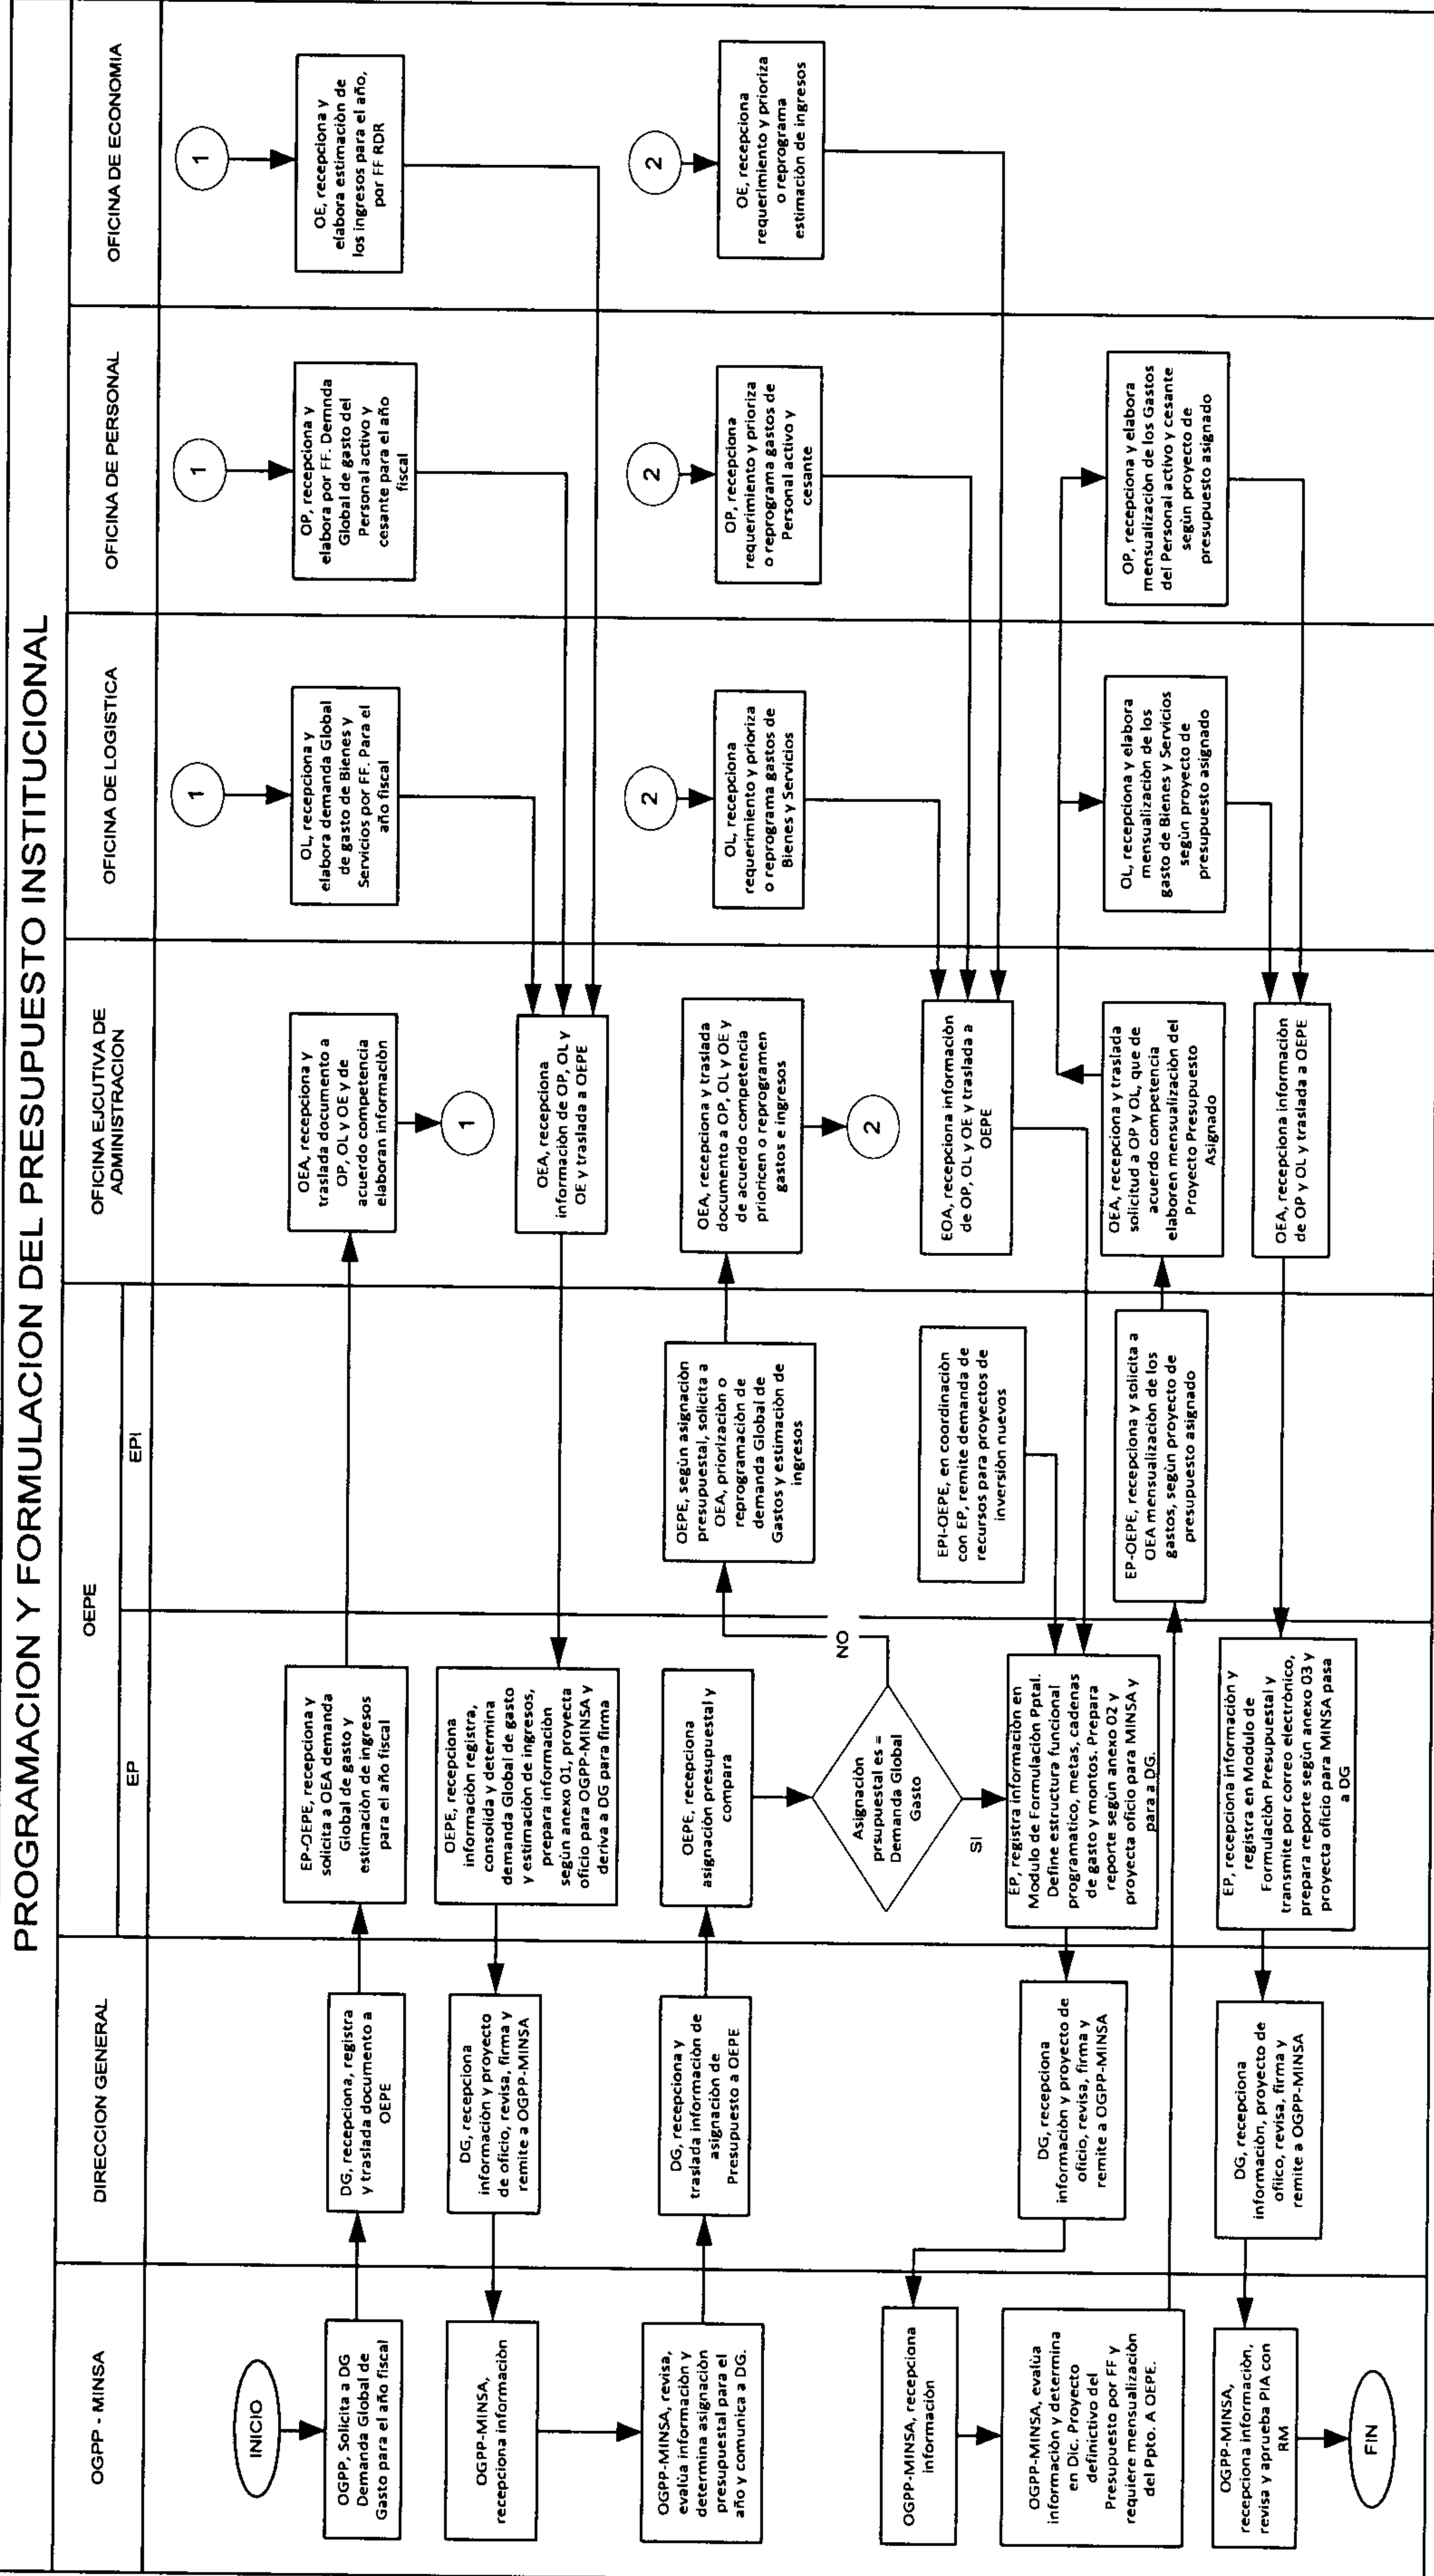 PROGRAMACION Y FORMULACION DEL PRESUPUESTO INSTITUCIONAL
OGPP - MINSA
DIRECCION GENERAL
OEPE
EP
EPI
OFICINA EJCUTIVA DE
ADMINISTRACION
OFICINA DE LOGISTICA
OFICINA DE PERSONAL
OFICINA DE ECONOMIA
INICIO
OGPP, Solicita a DG
Demanda Global de
Gasto para el año fiscal
DG, recepciona, registra
y traslada documento a
OEPE
EP-OEPE, recepciona y
solicita a OEA demanda
Global de gasto y
estimación de ingresos
para el año fiscal
OEA, recepciona y
traslada documento a
OP, OL y OE y de
acuerdo competencia
elaboran información
1
1
OL, recepciona y
elabora demanda Global
de gasto de Bienes y
Servicios por FF. Para el
año fiscal
1
OP, recepciona y
elabora por FF. Demnda
Global de gasto del
Personal activo y
cesante para el año
fiscal
1
OE, recepciona y
elabora estimación de
los ingresos para el año,
por FF RDR
OEA, recepciona
información de OP, OL y
OE y traslada a OEPE
OEPE, recepciona
información registra,
consolida y determina
demanda Global de gasto
y estimación de ingresos,
prepara información
según anexo 01, proyecta
oficio para OGPP-MINSA y
deriva a DG para firma
DG, recepciona
información y proyecto
de oficio, revisa, firma y
remite a OGPP-MINSA
OGPP-MINSA,
recepciona información
OGPP-MINSA, revisa,
evalúa información y
determina asignación
presupuestal para el
año y comunica a DG.
DG, recepciona y
traslada información de
asignación de
Presupuesto a OEPE
OEPE, recepciona
asignación presupuestal y
compara
Asignación
prsupuestal es =
Demanda Global
Gasto
NO
SI
OEPE, según asignación
presupuestal, solicita a
OEA, priorización o
reprogramación de
demanda Global de
Gastos y estimación de
ingresos
OEA, recepciona y traslada
documento a OP, OL y OE y
de acuerdo competencia
prioricen o reprogramen
gastos e ingresos
2
2
OL, recepciona
requerimiento y prioriza
o reprograma gastos de
Bienes y Servicios
2
OP, recepciona
requerimiento y prioriza
o reprograma gastos de
Personal activo y
cesante
2
OE, recepciona
requerimiento y prioriza
o reprograma
estimación de ingresos
EOA, recepciona información
de OP, OL y OE y traslada a
OEPE
EPI-OEPE, en coordinación
con EP, remite demanda de
recursos para proyectos de
inversión nuevos
EP, registra información en
Modulo de Formulación Pptal.
Define estructura funcional
programatico, metas, cadenas
de gasto y montos. Prepara
reporte según anexo 02 y
proyecta oficio para MINSA y
para a DG.
DG, recepciona
información y proyecto de
oficio, revisa, firma y
remite a OGPP-MINSA
OGPP-MINSA, recepciona
información
OGPP-MINSA, evalúa
información y determina
en Dic. Proyecto
definictivo del
Presupuesto por FF y
requiere mensualización
del Ppto. A OEPE.
EP-OEPE, recepciona y solicita a
OEA mensualización de los
gastos, según proyecto de
presupuesto asignado
OEA, recepciona y traslada
solicitud a OP y OL, que de
acuerdo competencia
elaboren mensualización del
Proyecto Presupuesto
Asignado
OL, recepciona y elabora
mensualización de los
gasto de Bienes y Servicios
según proyecto de
presupuesto asignado
OP, recepciona y elabora
mensualización de los Gastos
del Personal activo y cesante
según proyecto de
presupuesto asignado
OEA, recepciona información
de OP y OL y traslada a OEPE
EP, recepciona información y
registra en Modulo de
Formulación Presupuestal y
transmite por correo electrónico,
prepara reporte según anexo 03 y
proyecta oficio para MINSA pasa
a DG
DG, recepciona
información, proyecto de
ofiico, revisa, firma y
remite a OGPP-MINSA
OGPP-MINSA,
recepciona información,
revisa y aprueba PIA con
RM
FIN